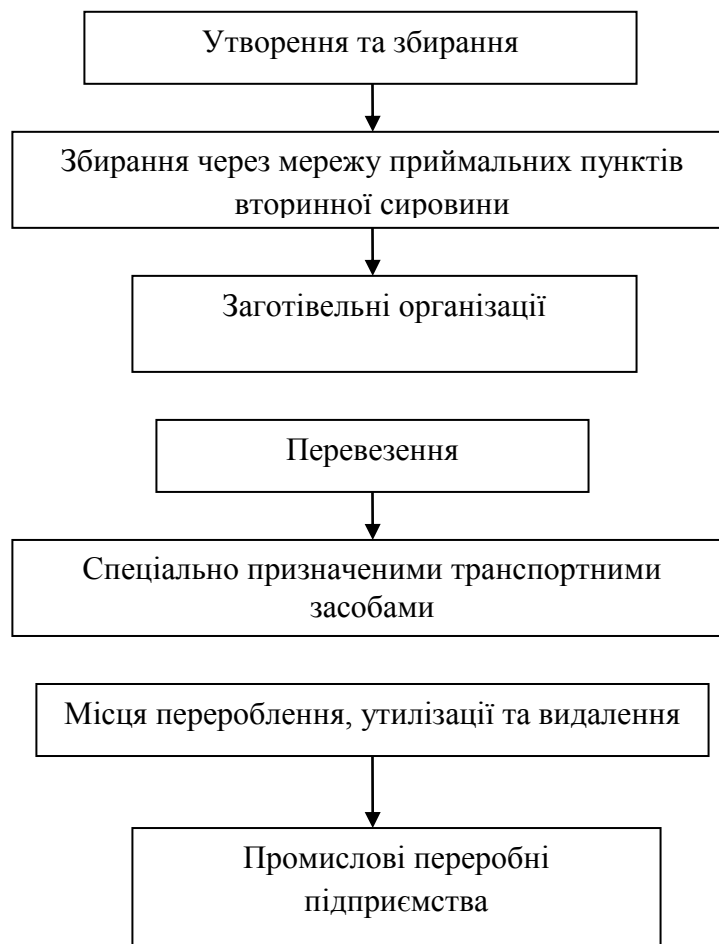 Утворення та збирання
Збирання через мережу приймальних пунктів
вторинної сировини
Заготівельні організації
Перевезення
Спеціально призначеними транспортними
засобами
Місця перероблення, утилізації та видалення
Промислові переробні
підприємства